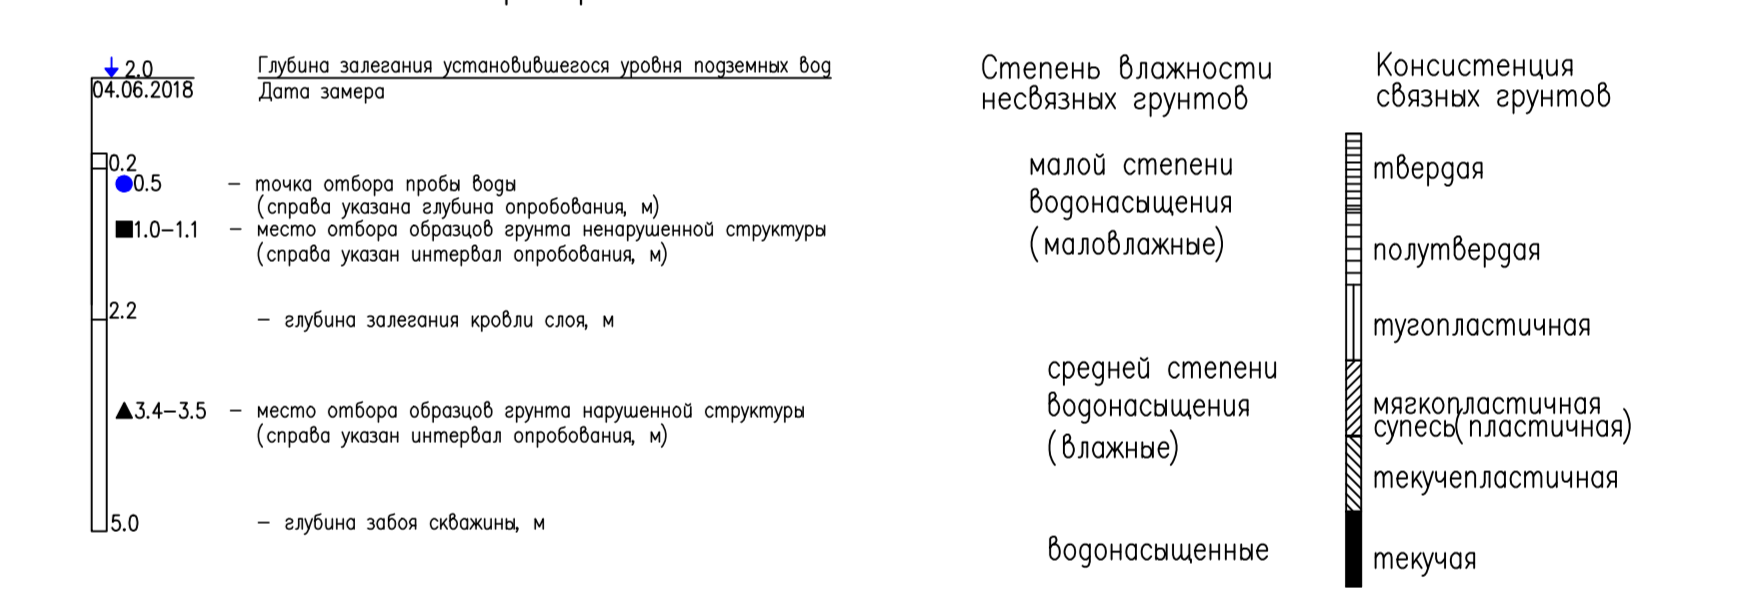 2.0
Глубина залегания установившегося уровня подземных вод
04.06.2018
Дата замера
0.2
0.5 – точка отбора пробы воды
(справа указана глубина опробования, м)
1.0–1.1 – место отбора образцов грунта ненарушенной структуры
(справа указан интервал опробования, м)
2.2 – глубина залегания кровли слоя, м
3.4–3.5 – место отбора образцов грунта нарушенной структуры
(справа указан интервал опробования, м)
5.0 – глубина забоя скважины, м
Степень влажности
несвязных грунтов
малой степени
водонасыщения
(маловлажные)
средней степени
водонасыщения
(влажные)
водонасыщенные
Консистенция
связных грунтов
твердая
полутвердая
тугопластичная
мягкопластичная
супесь(пластичная)
текучепластичная
текучая